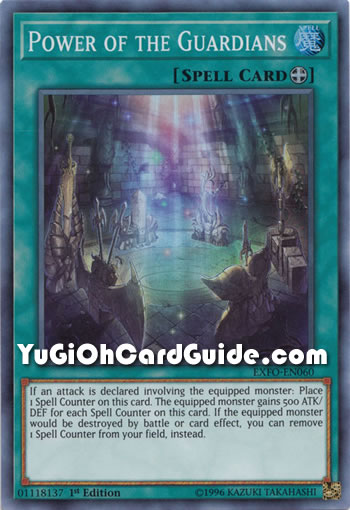 POWER OF THE GUARDIANS
SPELL
魔
[SPELL CARD]
YuGiOhCardGuide.com
EXFO-EN060
If an attack is declared involving the equipped monster: Place
1 Spell Counter on this card. The equipped monster gains 500 ATK/
DEF for each Spell Counter on this card. If the equipped monster
would be destroyed by battle or card effect, you can remove
1 Spell Counter from your field, instead.
01118137 1st Edition ©1996 KAZUKI TAKAHASHI